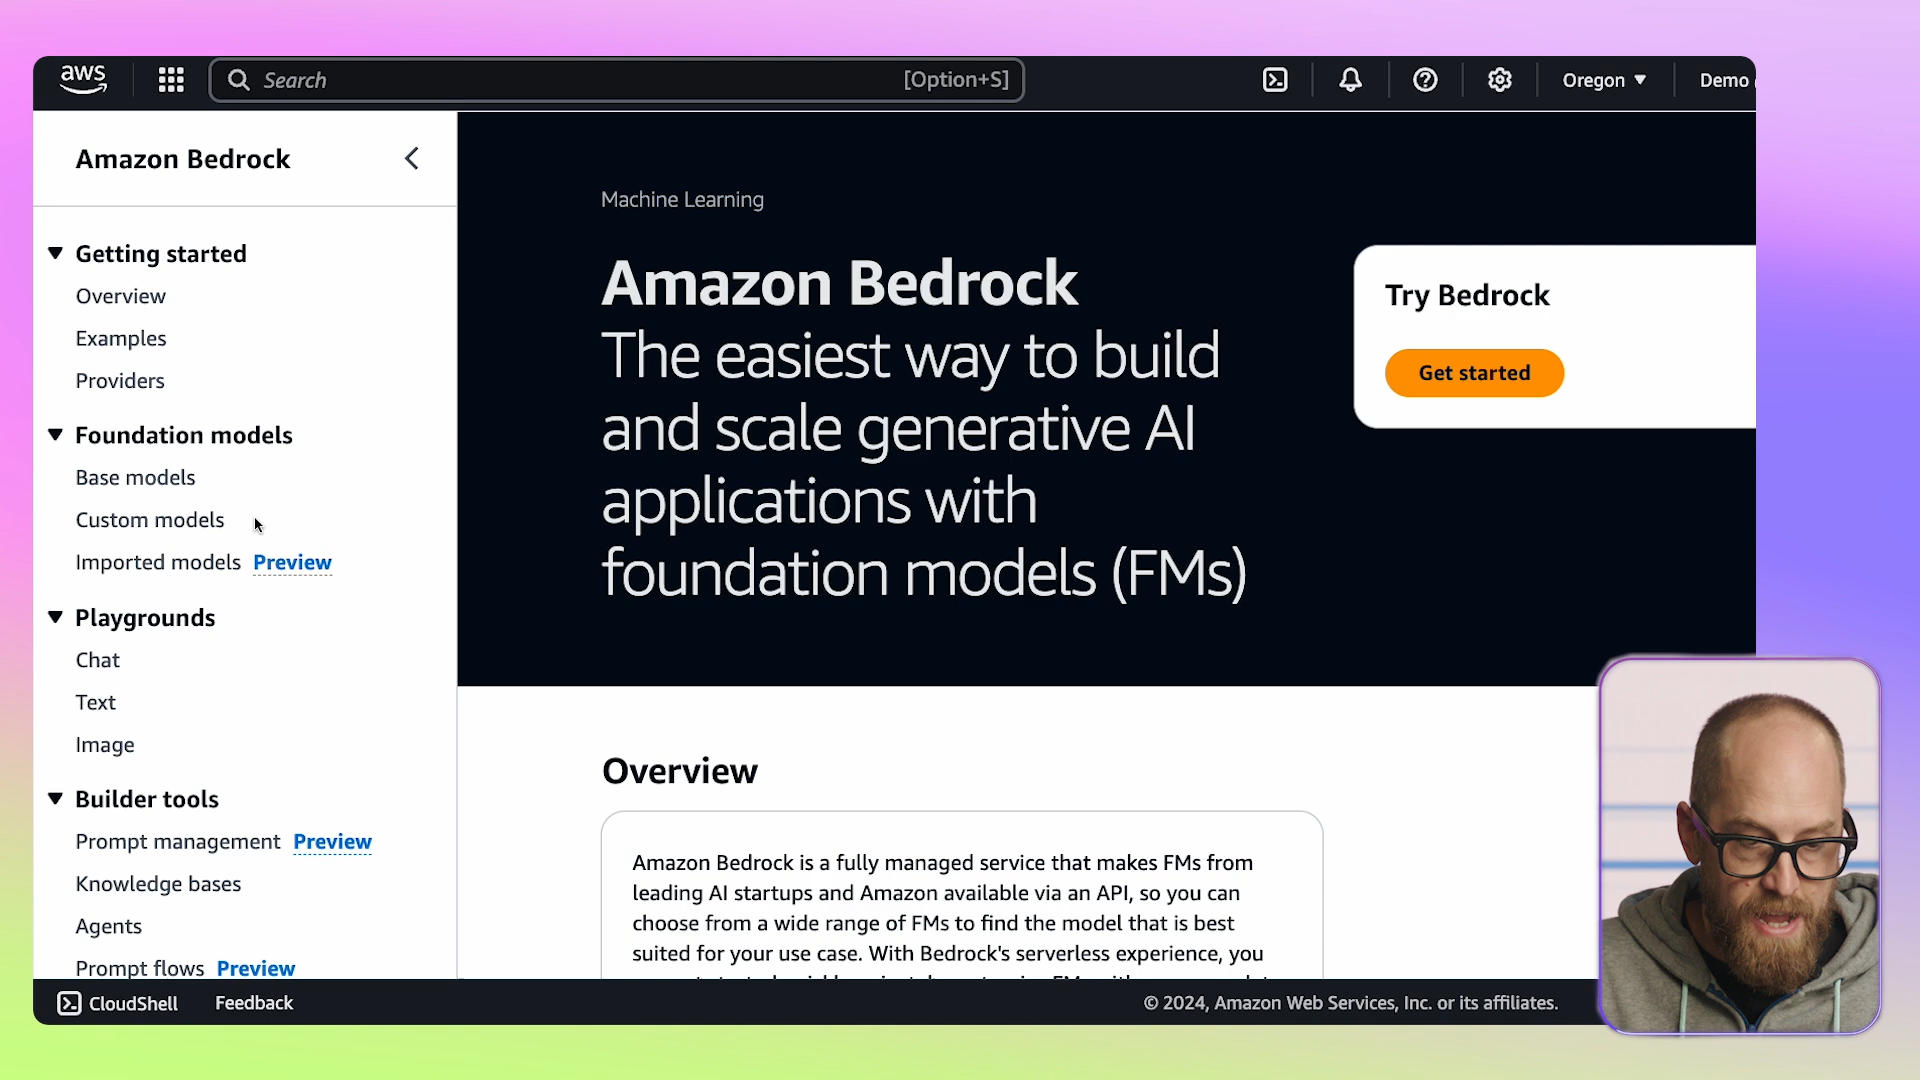 aws
Search
[Option+S]
Oregon
Demo
Amazon Bedrock
Getting started
Overview
Examples
Providers
Foundation models
Base models
Custom models
Imported models Preview
Playgrounds
Chat
Text
Image
Builder tools
Prompt management Preview
Knowledge bases
Agents
Prompt flows Preview
Machine Learning
Amazon Bedrock
The easiest way to build
and scale generative AI
applications with
foundation models (FMs)
Try Bedrock
Get started
Overview
Amazon Bedrock is a fully managed service that makes FMs from
leading AI startups and Amazon available via an API, so you can
choose from a wide range of FMs to find the model that is best
suited for your use case. With Bedrock's serverless experience, you
CloudShell
Feedback
© 2024, Amazon Web Services, Inc. or its affiliates.